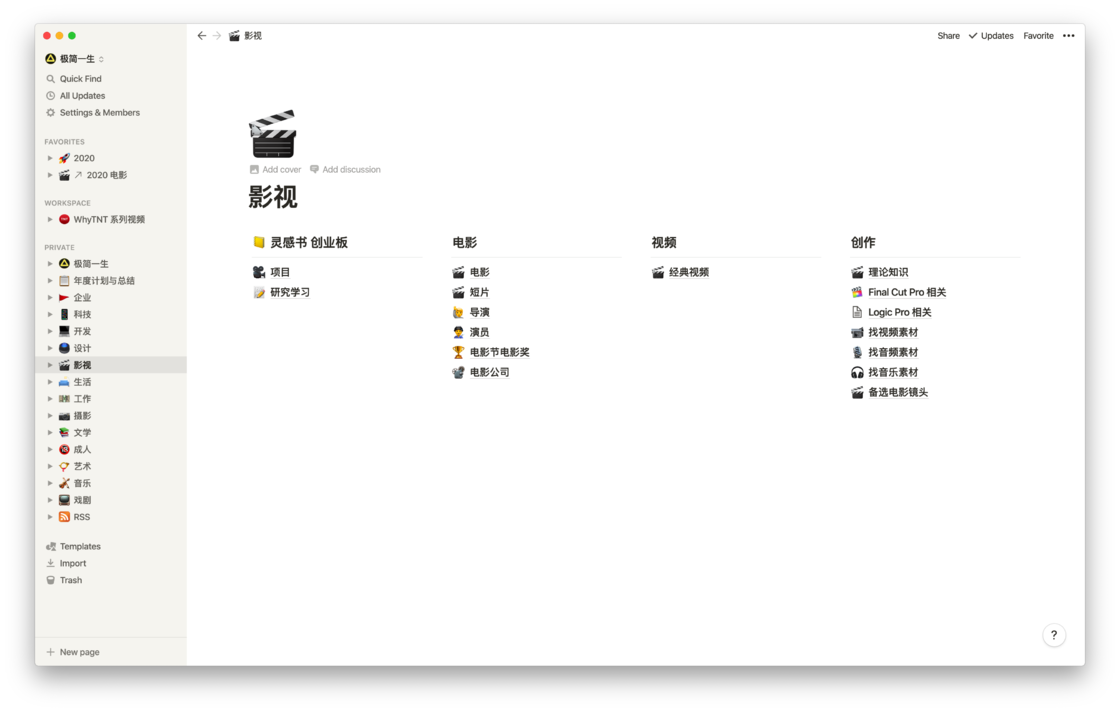 影视
Share
Updates
Favorite
极简一生
Quick Find
All Updates
Settings & Members
FAVORITES
2020
2020 电影
WORKSPACE
WhyTNT 系列视频
PRIVATE
极简一生
年度计划与总结
企业
科技
开发
设计
影视
生活
工作
摄影
文学
成人
艺术
音乐
戏剧
RSS
Templates
Import
Trash
New page
Add cover
Add discussion
影视
灵感书 创业板
项目
研究学习
电影
电影
短片
导演
演员
电影节电影奖
电影公司
视频
经典视频
创作
理论知识
Final Cut Pro 相关
Logic Pro 相关
找视频素材
找音频素材
找音乐素材
备选电影镜头
?